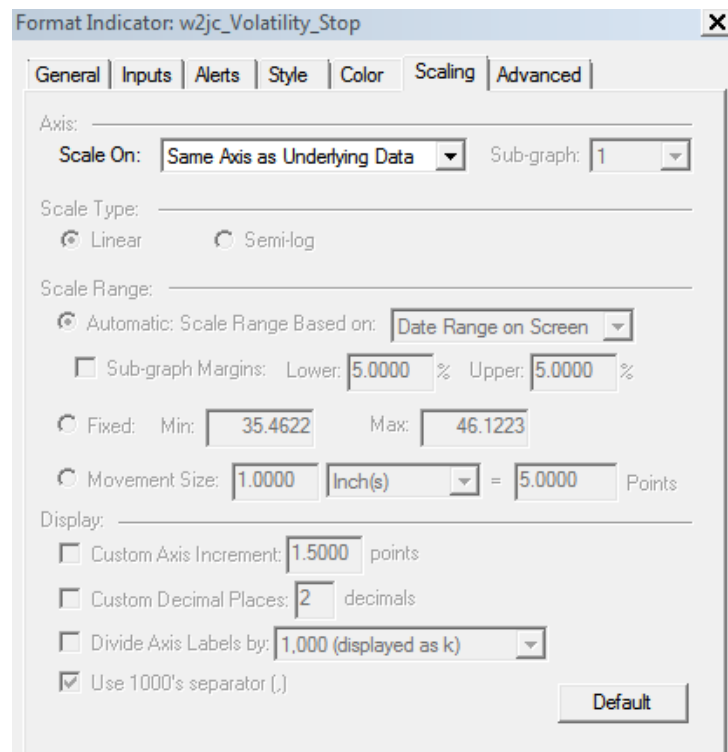 Format Indicator: w2jc_Volatility_Stop
General Inputs Alerts Style Color Scaling Advanced
Axis:
Scale On: Same Axis as Underlying Data Sub-graph: 1
Scale Type:
Linear Semi-log
Scale Range:
Automatic: Scale Range Based on: Date Range on Screen
Sub-graph Margins: Lower: 5.0000 % Upper: 5.0000 %
Fixed: Min: 35.4622 Max: 46.1223
Movement Size: 1.0000 Inch(s) = 5.0000 Points
Display:
Custom Axis Increment: 1.5000 points
Custom Decimal Places: 2 decimals
Divide Axis Labels by: 1,000 (displayed as k)
Use 1000's separator (,)
Default